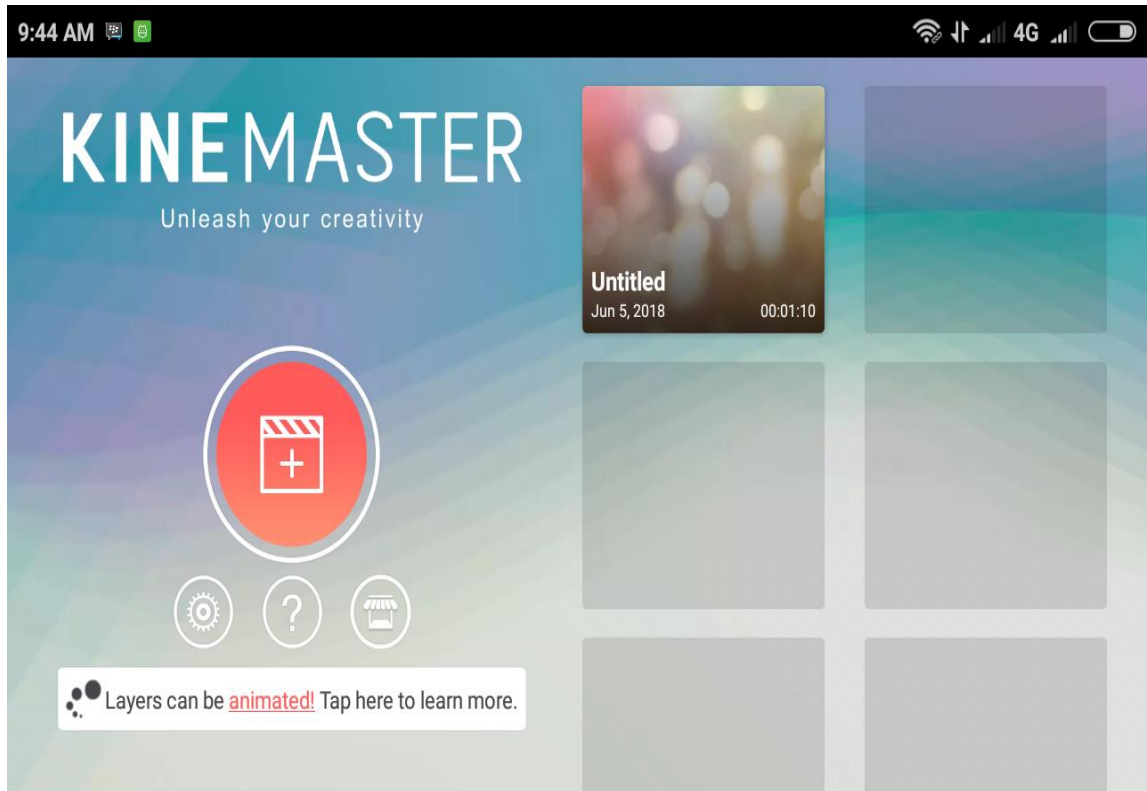 9:44 AM 4G
KINEMASTER
Unleash your creativity
Untitled
Jun 5, 2018 00:01:10
Layers can be animated! Tap here to learn more.